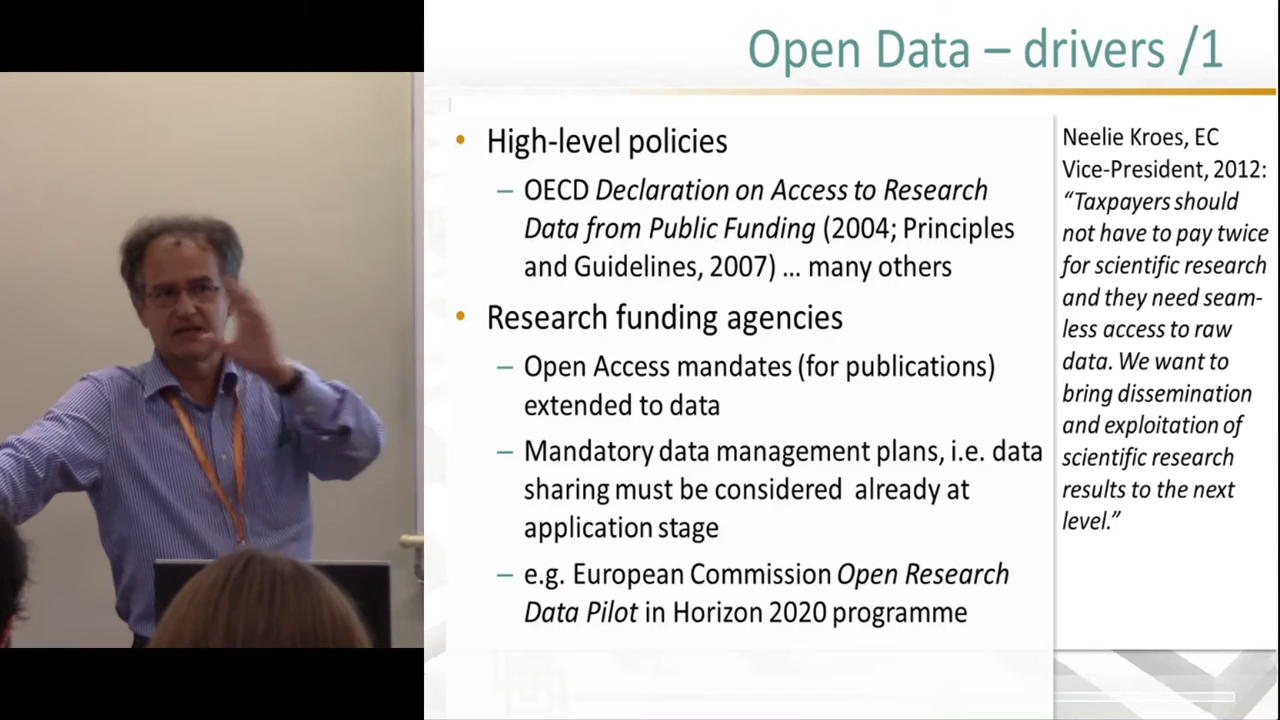 Open Data – drivers /1
• High-level policies
– OECD Declaration on Access to Research
Data from Public Funding (2004; Principles
and Guidelines, 2007) … many others
• Research funding agencies
– Open Access mandates (for publications)
extended to data
– Mandatory data management plans, i.e. data
sharing must be considered already at
application stage
– e.g. European Commission Open Research
Data Pilot in Horizon 2020 programme
Neelie Kroes, EC
Vice-President, 2012:
“Taxpayers should
not have to pay twice
for scientific research
and they need seam-
less access to raw
data. We want to
bring dissemination
and exploitation of
scientific research
results to the next
level.”